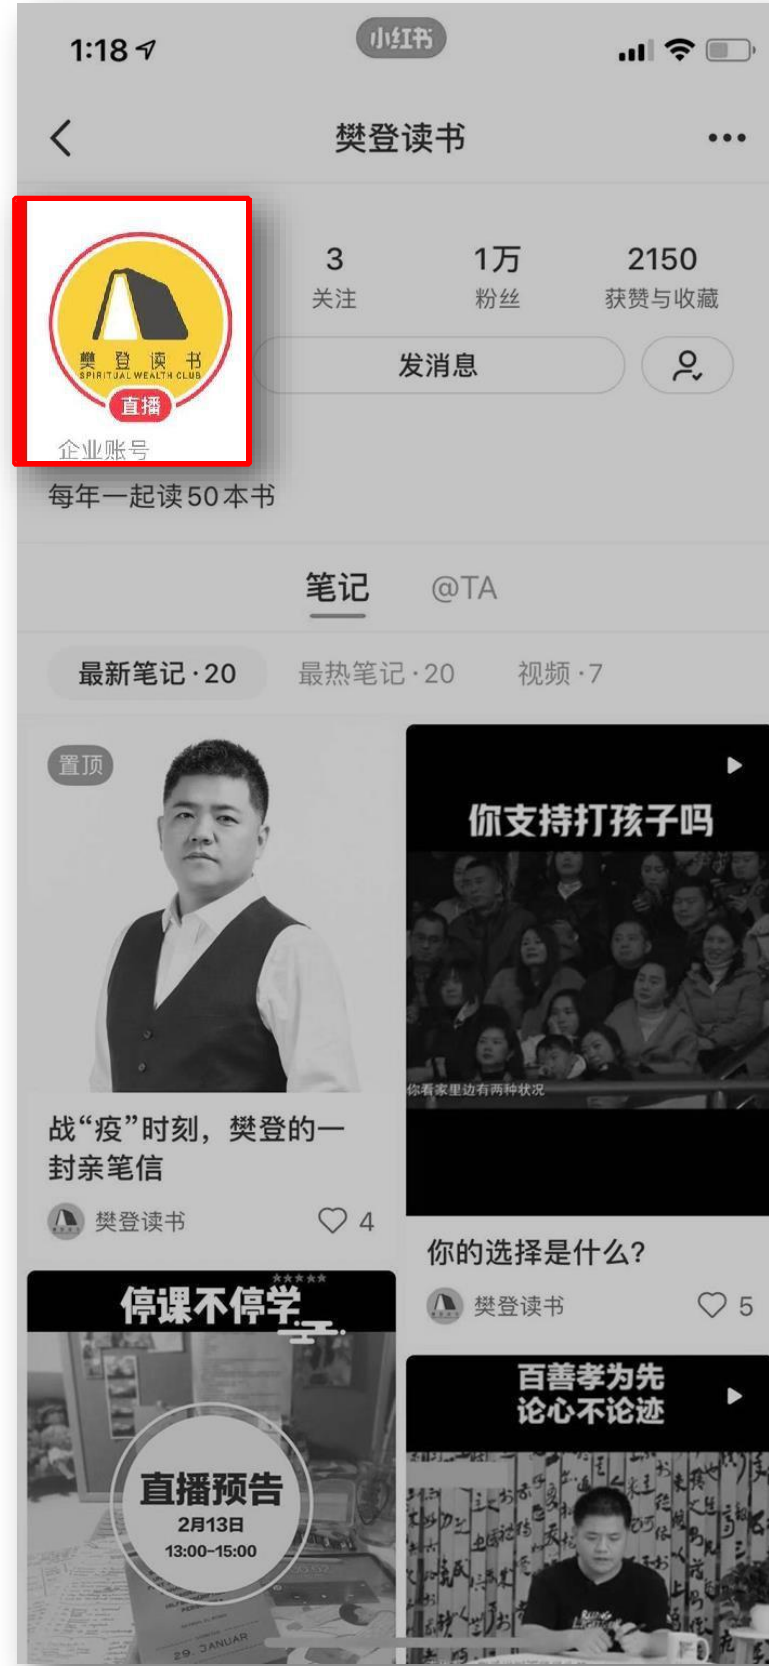 1:18
小红书
樊登读书
3
1万
2150
关注
粉丝
获赞与收藏
樊登读书
SPIRITUAL WEALTH CLUB
直播
发消息
企业账号
每年一起读50本书
笔记
@TA
最新笔记·20
最热笔记·20
视频·7
置顶
战“疫”时刻，樊登的一
封亲笔信
樊登读书
4
你支持打孩子吗
你看家里边有两种状况
你的选择是什么?
樊登读书
5
停课不停学
直播预告
2月13日
13:00-15:00
29. JANUAR
百善孝为先
论心不论迹